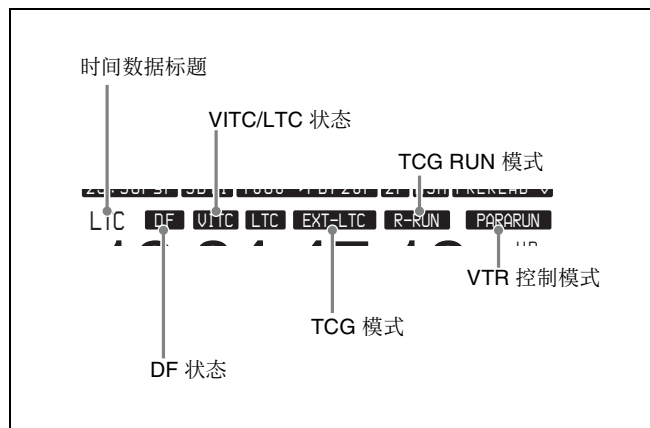 时间数据标题
VITC/LTC 状态
TCG RUN 模式
LTC DF VITC LTC EXT-LTC R-RUN PARARUN
VTR 控制模式
TCG 模式
DF 状态